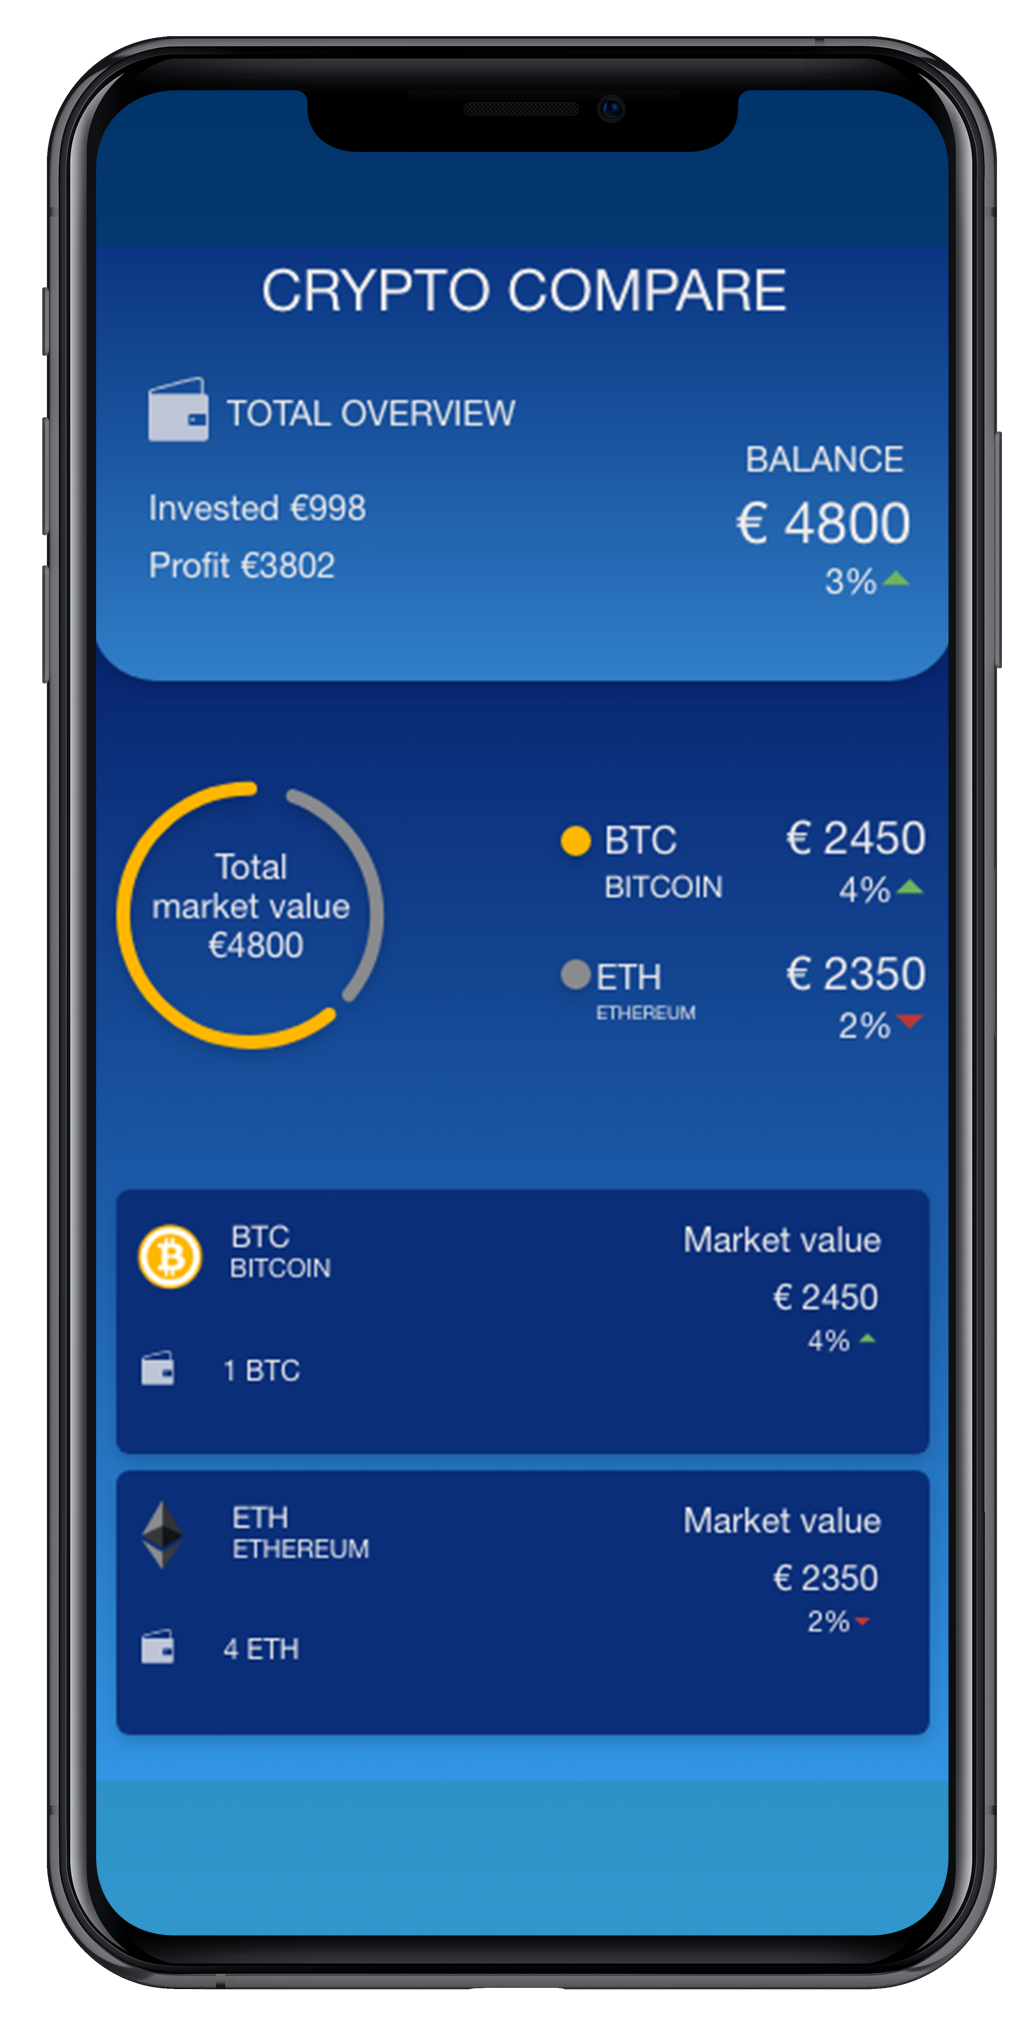 CRYPTO COMPARE
TOTAL OVERVIEW
Invested €998
Profit €3802
BALANCE
€ 4800
3%
Total
market value
€4800
BTC
BITCOIN
€ 2450
4%
ETH
ETHEREUM
€ 2350
2%
BTC
BITCOIN
1 BTC
Market value
€ 2450
4%
ETH
ETHEREUM
4 ETH
Market value
€ 2350
2%